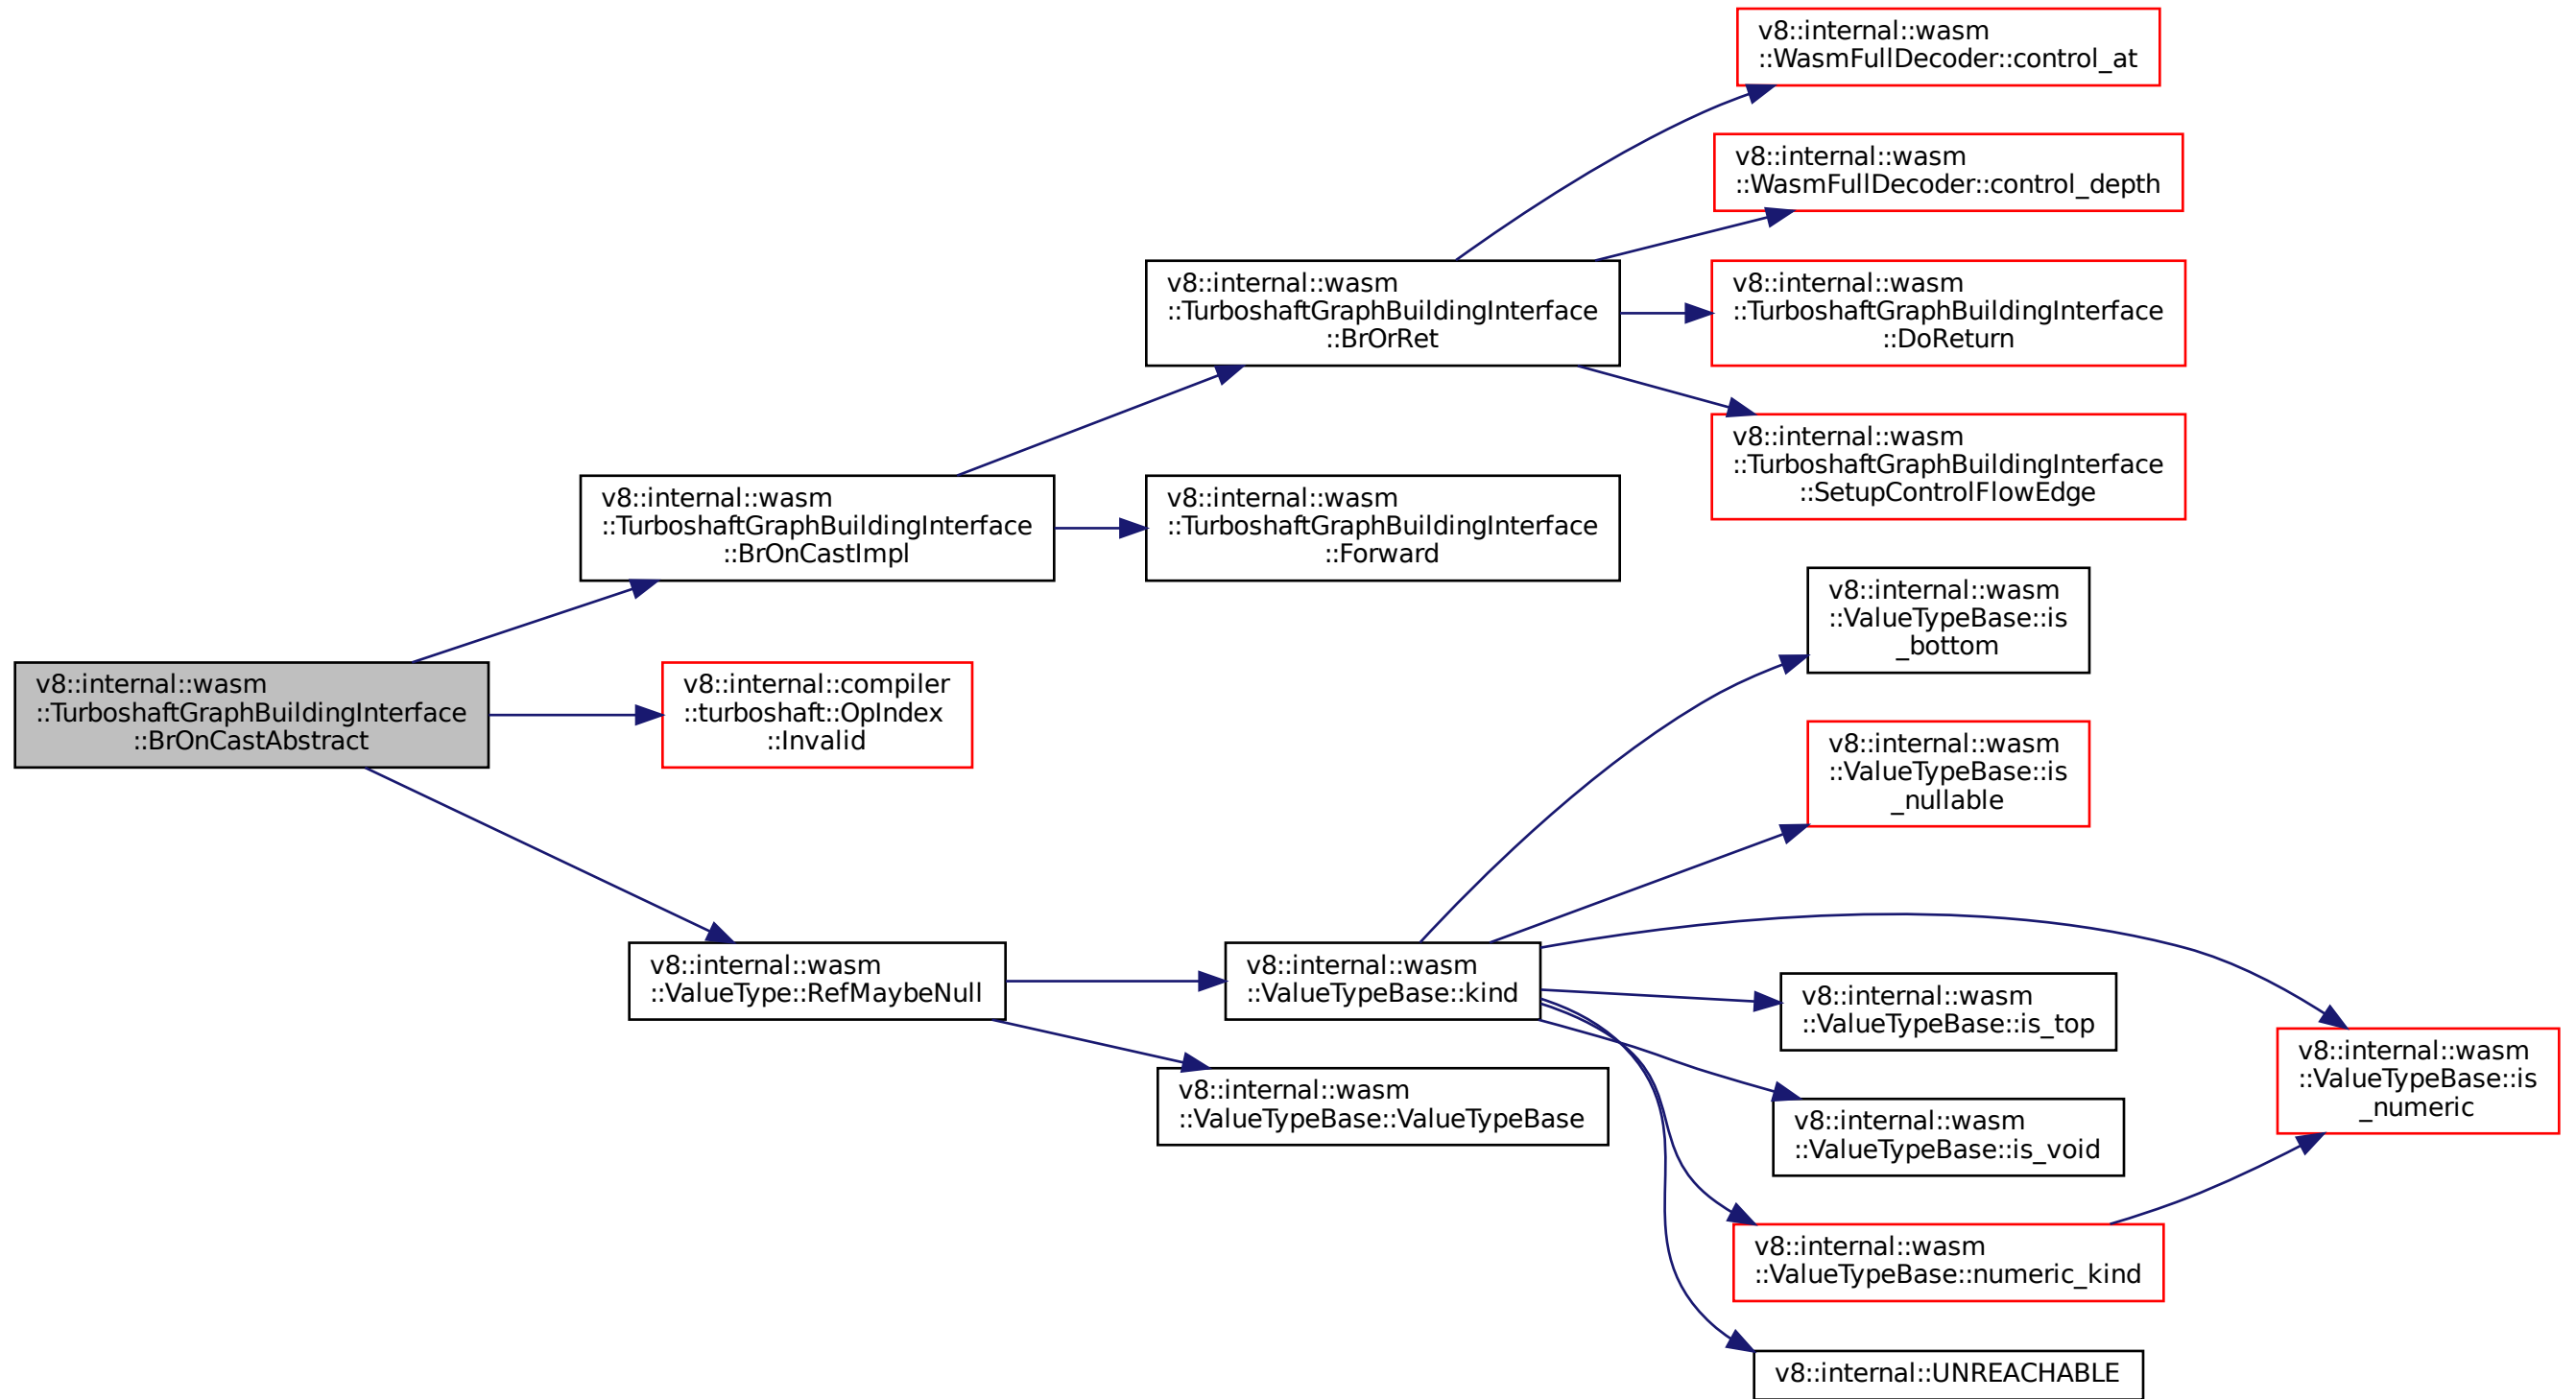 v8::internal::wasm
::WasmFullDecoder::control_at
v8::internal::wasm
::WasmFullDecoder::control_depth
v8::internal::wasm
::TurboshaftGraphBuildingInterface
::BrOrRet
v8::internal::wasm
::TurboshaftGraphBuildingInterface
::DoReturn
v8::internal::wasm
::TurboshaftGraphBuildingInterface
::SetupControlFlowEdge
v8::internal::wasm
::TurboshaftGraphBuildingInterface
::BrOnCastImpl
v8::internal::wasm
::TurboshaftGraphBuildingInterface
::Forward
v8::internal::wasm
::ValueTypeBase::is
_bottom
v8::internal::wasm
::TurboshaftGraphBuildingInterface
::BrOnCastAbstract
v8::internal::compiler
::turboshaft::OpIndex
::Invalid
v8::internal::wasm
::ValueTypeBase::is
_nullable
v8::internal::wasm
::ValueType::RefMaybeNull
v8::internal::wasm
::ValueTypeBase::kind
v8::internal::wasm
::ValueTypeBase::is_top
v8::internal::wasm
::ValueTypeBase::is
_numeric
v8::internal::wasm
::ValueTypeBase::ValueTypeBase
v8::internal::wasm
::ValueTypeBase::is_void
v8::internal::wasm
::ValueTypeBase::numeric_kind
v8::internal::UNREACHABLE